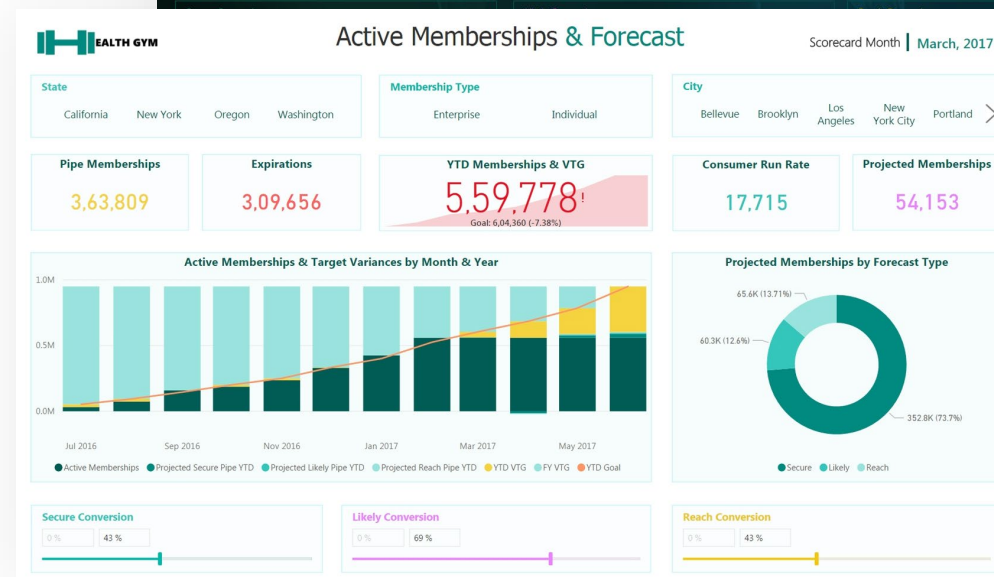 EALTH GYM
Active Memberships & Forecast
Scorecard Month | March, 2017
State
California New York Oregon Washington
Membership Type
Enterprise Individual
City
Bellevue Brooklyn Los Angeles New York City Portland
Pipe Memberships
3,63,809
Expirations
3,09,656
YTD Memberships & VTG
5,59,778!
Goal: 6,04,360 (-7.38%)
Consumer Run Rate
17,715
Projected Memberships
54,153
Active Memberships & Target Variances by Month & Year
1.0M
0.5M
0.0M
Jul 2016 Sep 2016 Nov 2016 Jan 2017 Mar 2017 May 2017
Active Memberships Projected Secure Pipe YTD Projected Likely Pipe YTD Projected Reach Pipe YTD YTD VTG FY VTG YTD Goal
Projected Memberships by Forecast Type
65.6K (13.71%)
60.3K (12.6%)
352.8K (73.7%)
Secure Likely Reach
Secure Conversion
0 % 43 %
Likely Conversion
0 % 69 %
Reach Conversion
0 % 43 %